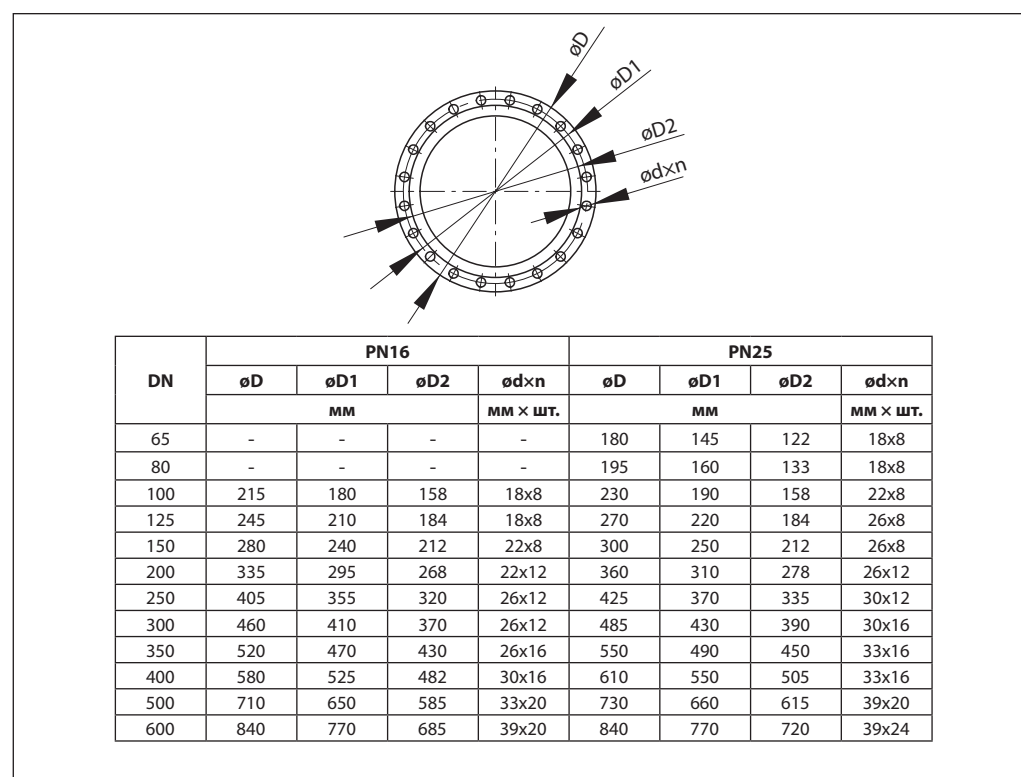 øD
øD1
øD2
ød×n
DN PN16 PN25
øD øD1 øD2 ød×n øD øD1 øD2 ød×n
мм мм × шт. мм мм × шт.
65 - - - - 180 145 122 18x8
80 - - - - 195 160 133 18x8
100 215 180 158 18x8 230 190 158 22x8
125 245 210 184 18x8 270 220 184 26x8
150 280 240 212 22x8 300 250 212 26x8
200 335 295 268 22x12 360 310 278 26x12
250 405 355 320 26x12 425 370 335 30x12
300 460 410 370 26x12 485 430 390 30x16
350 520 470 430 26x16 550 490 450 33x16
400 580 525 482 30x16 610 550 505 33x16
500 710 650 585 33x20 730 660 615 39x20
600 840 770 685 39x20 840 770 720 39x24